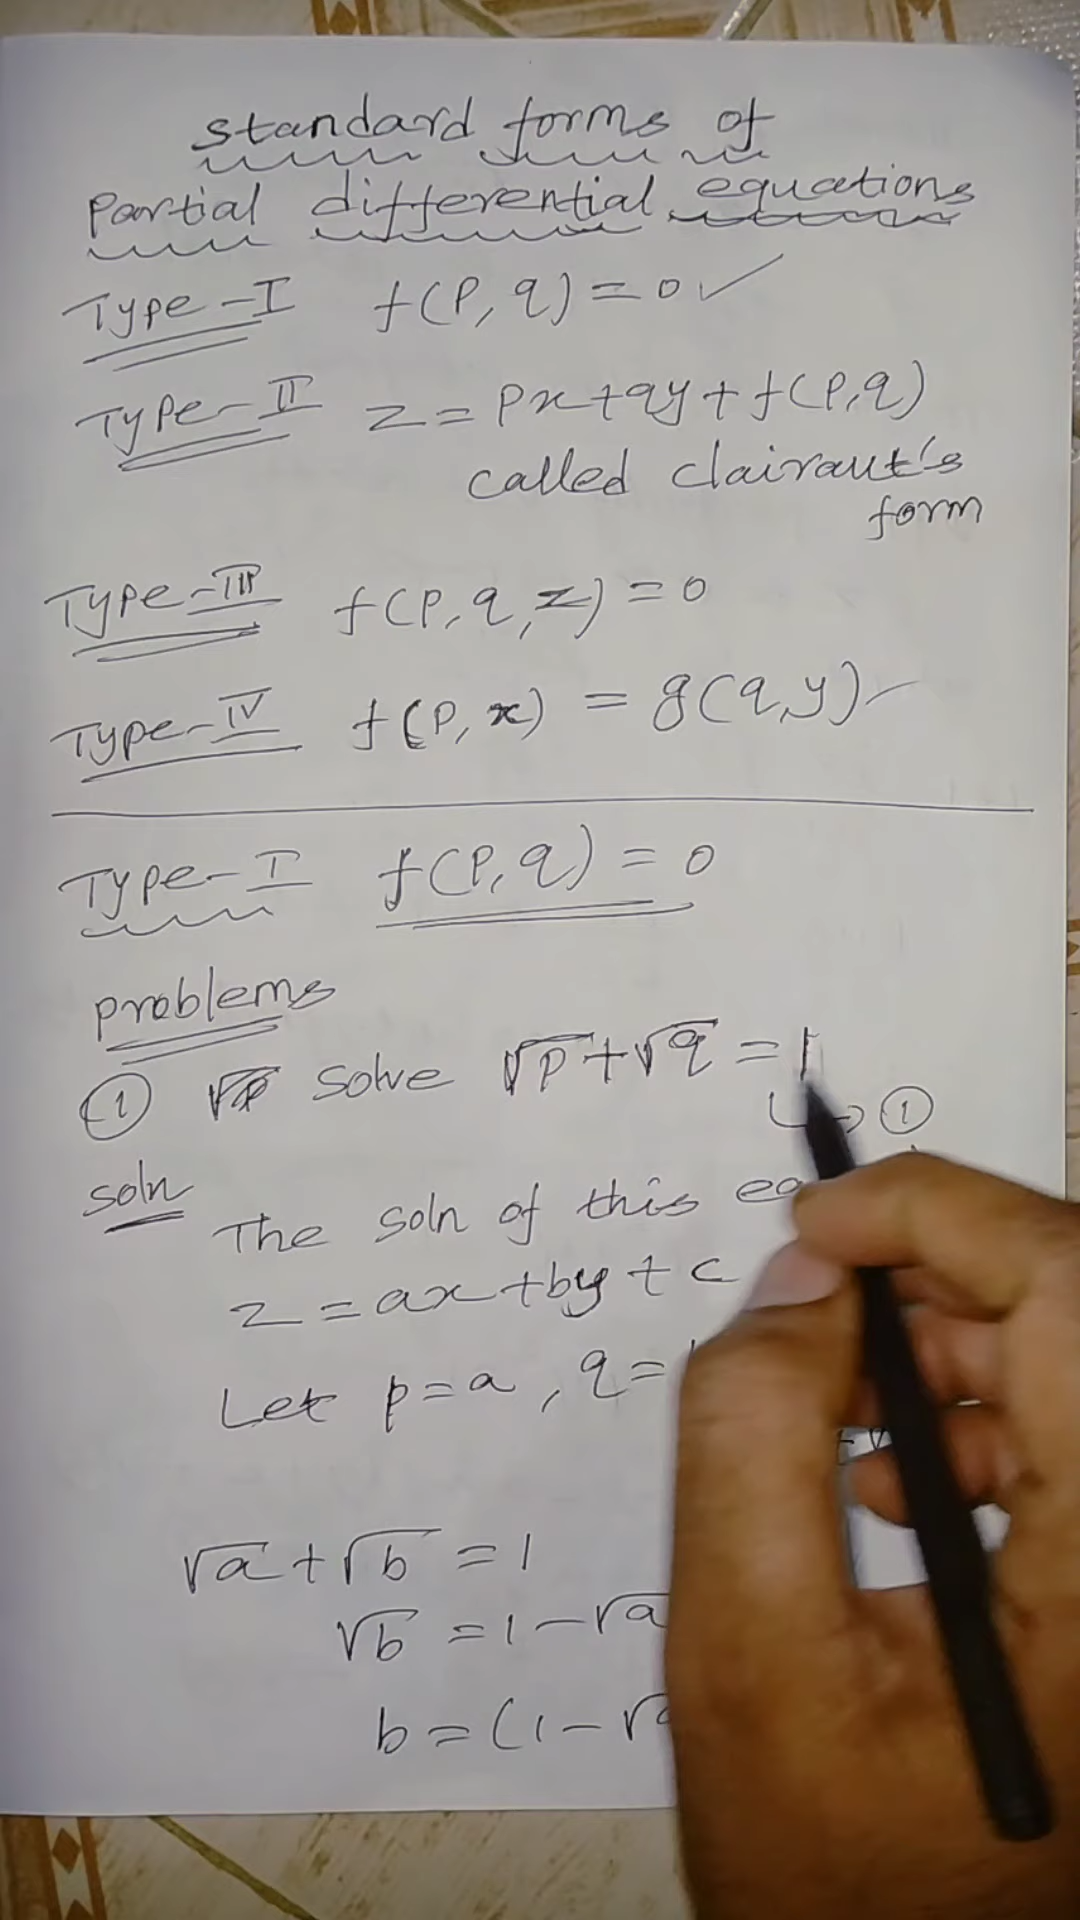 standard forms of
Partial differential equations
Type-I f(P, q) = 0 ✓
Type-II z = Px+qy+f(P,q)
called clairaut's
form
Type-III f(P, q, z) = 0
Type-IV f(P, x) = g(q,y)
Type-I f(P, q) = 0
problems
① solve √p+√q = 1
↳ ①
soln
The soln of this
z = ax+by+c
Let p=a, q=
√a+√b = 1
√b = 1-√a
b = (1-√